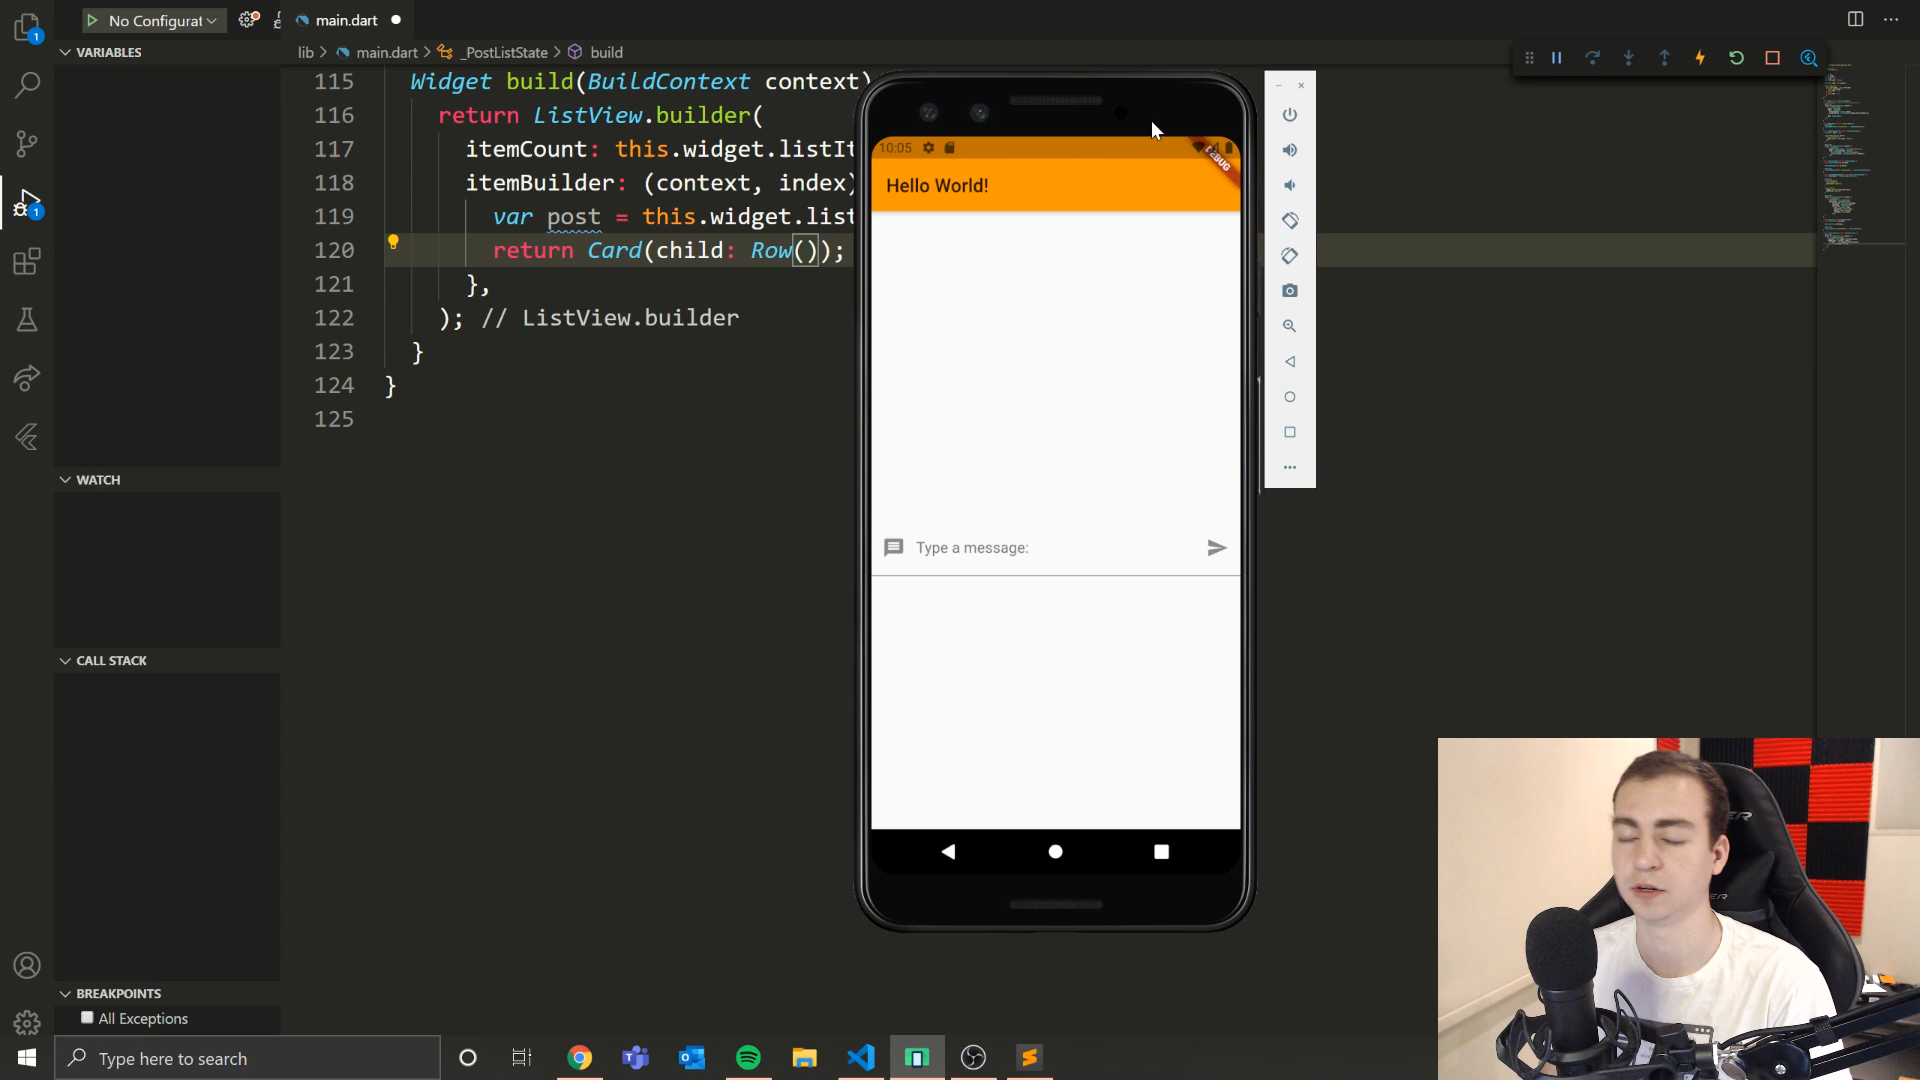 No Configurat
main.dart
VARIABLES
lib > main.dart > _PostListState > build
115 Widget build(BuildContext context)
116 return ListView.builder(
117 itemCount: this.widget.listIt
118 itemBuilder: (context, index)
119 var post = this.widget.list
120 return Card(child: Row());
121 },
122 ); // ListView.builder
123 }
124 }
125
10:05
DEBUG
Hello World!
Type a message:
WATCH
CALL STACK
BREAKPOINTS
All Exceptions
Type here to search